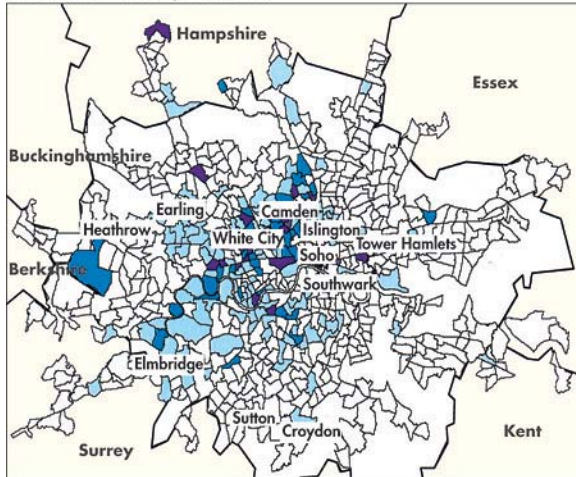 Hampshire
Essex
Buckinghamshire
Earling
Camden
Heathrow
White City
Islington
Tower Hamlets
Soho
Berkshire
Southwark
Elmbridge
Sutton
Croydon
Surrey
Kent